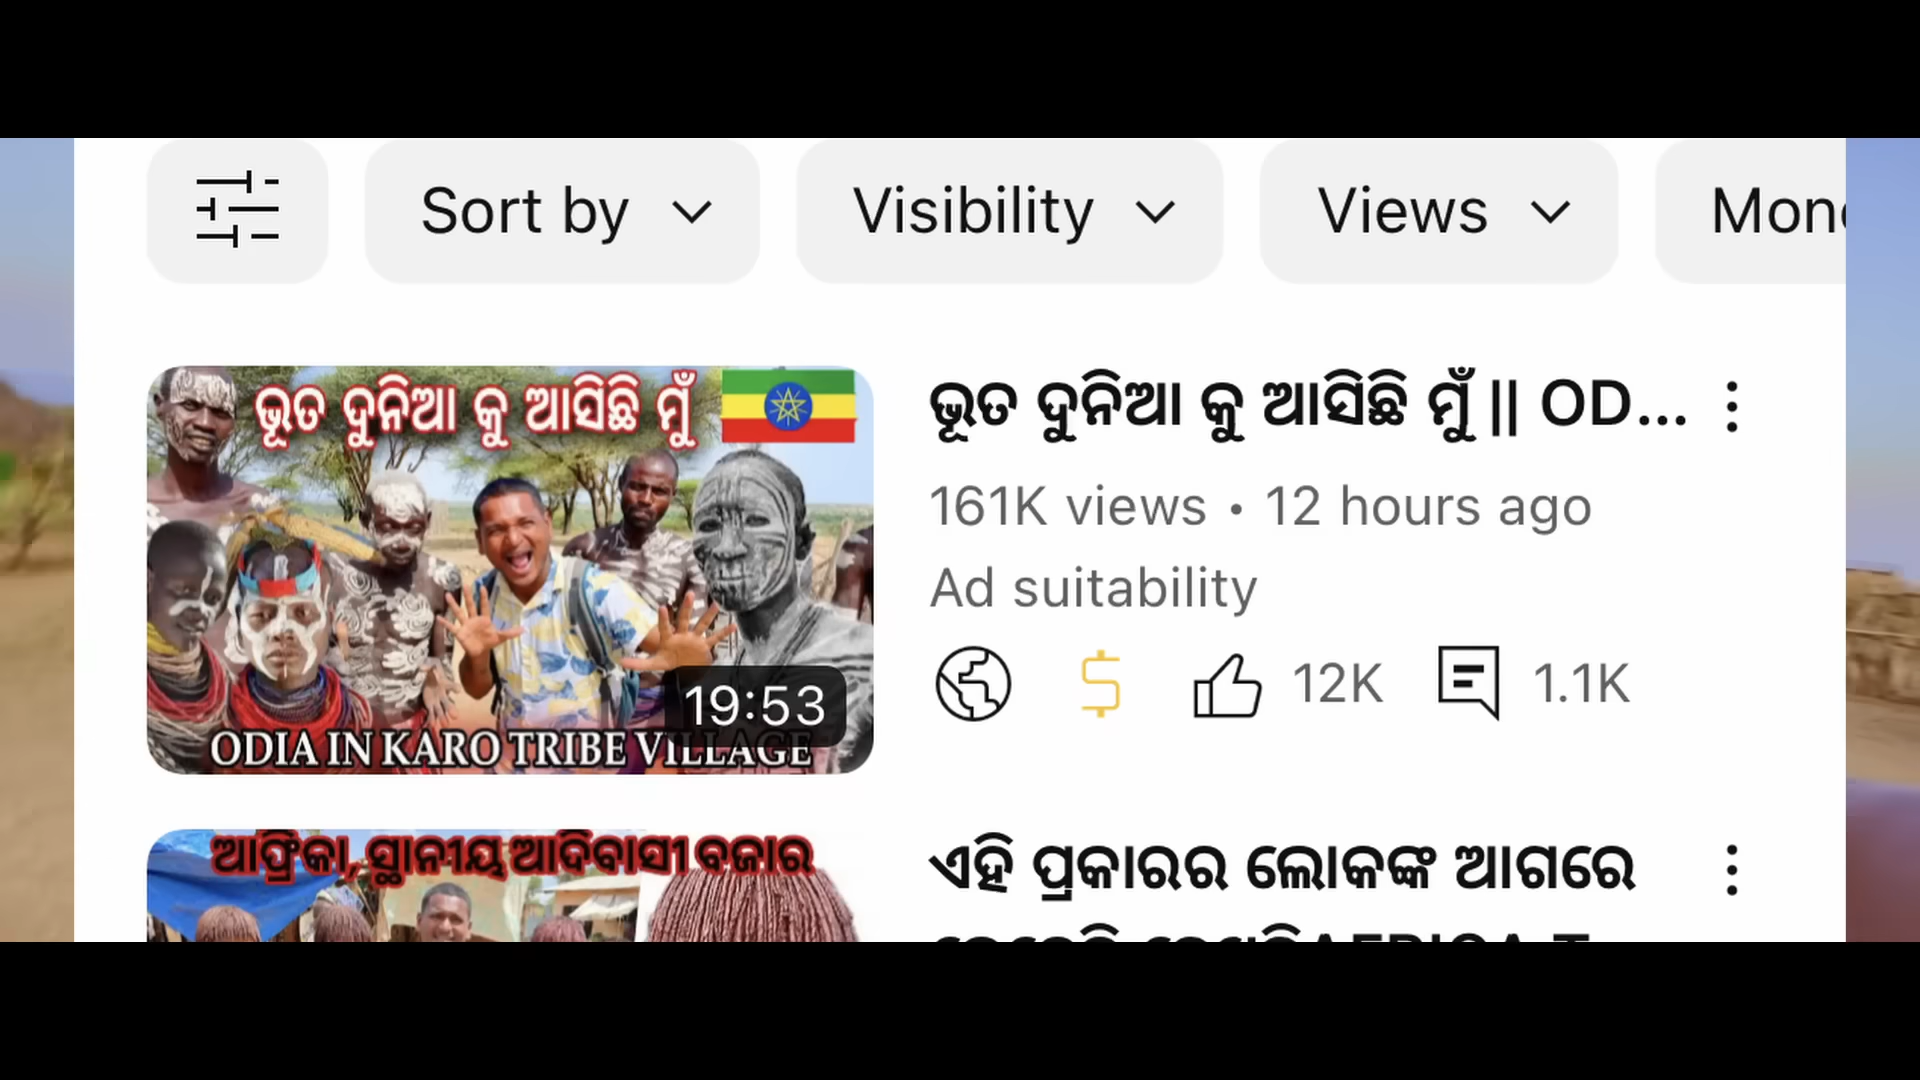 Sort by
Visibility
Views
ଭୂତ ଦୁନିଆ କୁ ଆସିଛି ମୁଁ
19:53
ODIA IN KARO TRIBE VILLAGE
ଭୂତ ଦୁନିଆ କୁ ଆସିଛି ମୁଁ || OD...
161K views • 12 hours ago
Ad suitability
12K
1.1K
ଆଫ୍ରିକା, ସ୍ଥାନୀୟ ଆଦିବାସୀ ବଜାର
ଏହି ପ୍ରକାରର ଲୋକଙ୍କ ଆଗରେ